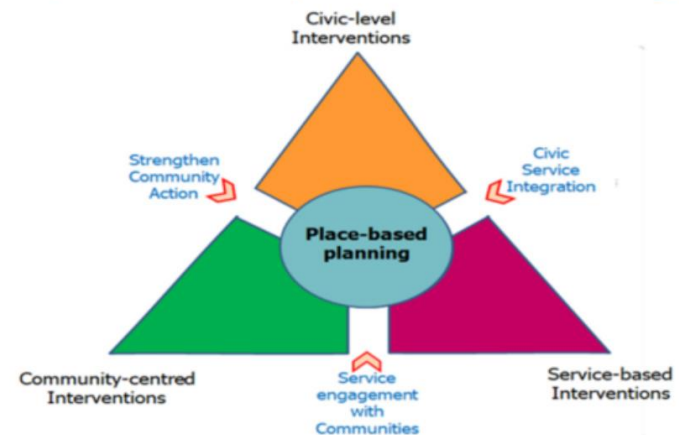 Civic-level
Interventions
Strengthen
Community
Action
Civic
Service
Integration
Place-based
planning
Community-centred
Interventions
Service
engagement
with
Communities
Service-based
Interventions